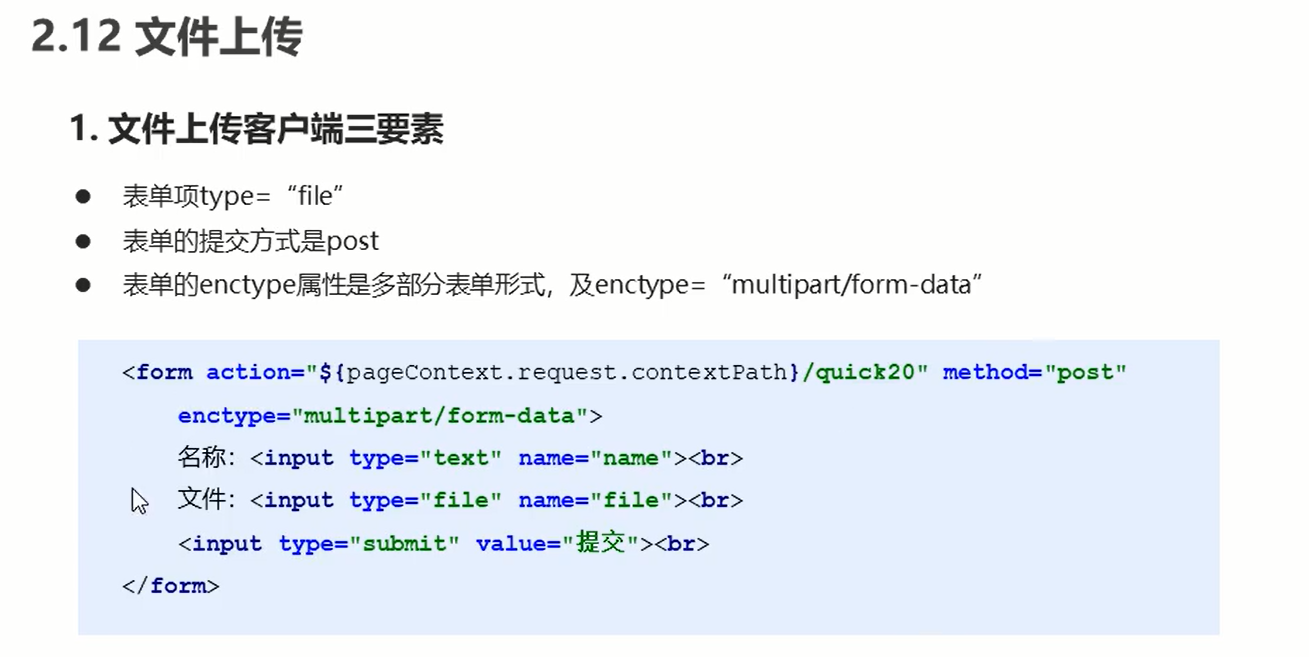 2.12 文件上传
1. 文件上传客户端三要素
● 表单项type=“file”
● 表单的提交方式是post
● 表单的enctype属性是多部分表单形式，及enctype=“multipart/form-data”
<form action="${pageContext.request.contextPath}/quick20" method="post"
enctype="multipart/form-data">
名称：<input type="text" name="name"><br>
文件：<input type="file" name="file"><br>
<input type="submit" value="提交"><br>
</form>